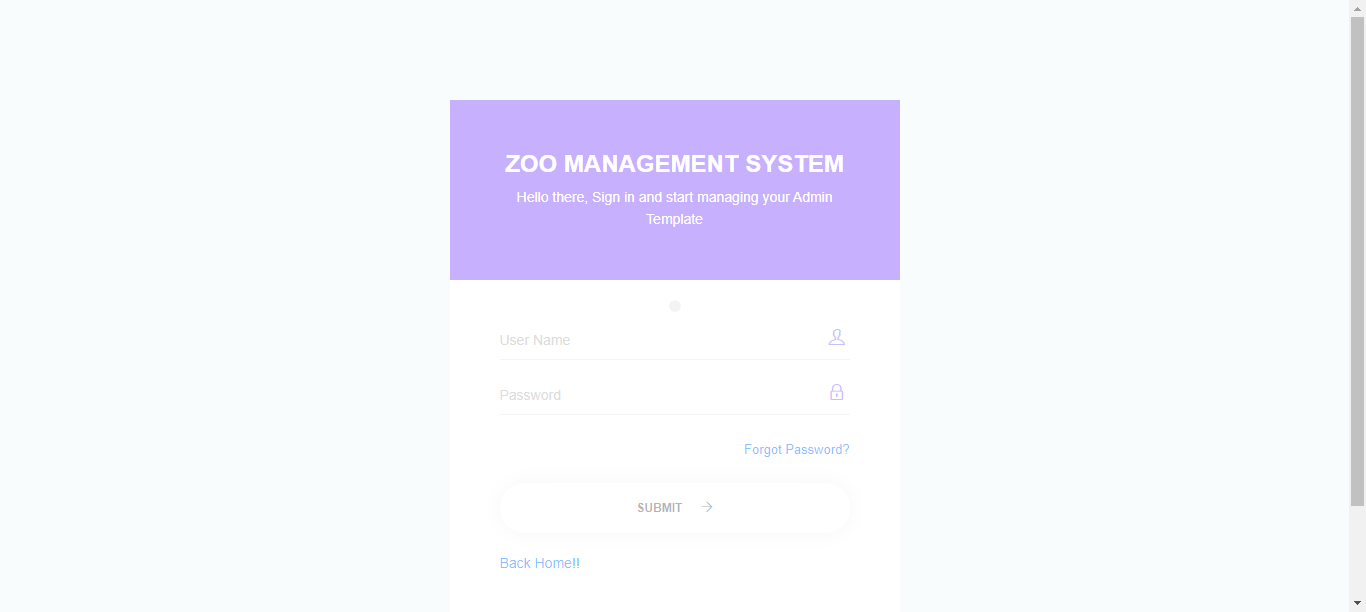 ZOO MANAGEMENT SYSTEM
Hello there, Sign in and start managing your Admin
Template
User Name
Password
Forgot Password?
SUBMIT
Back Home!!